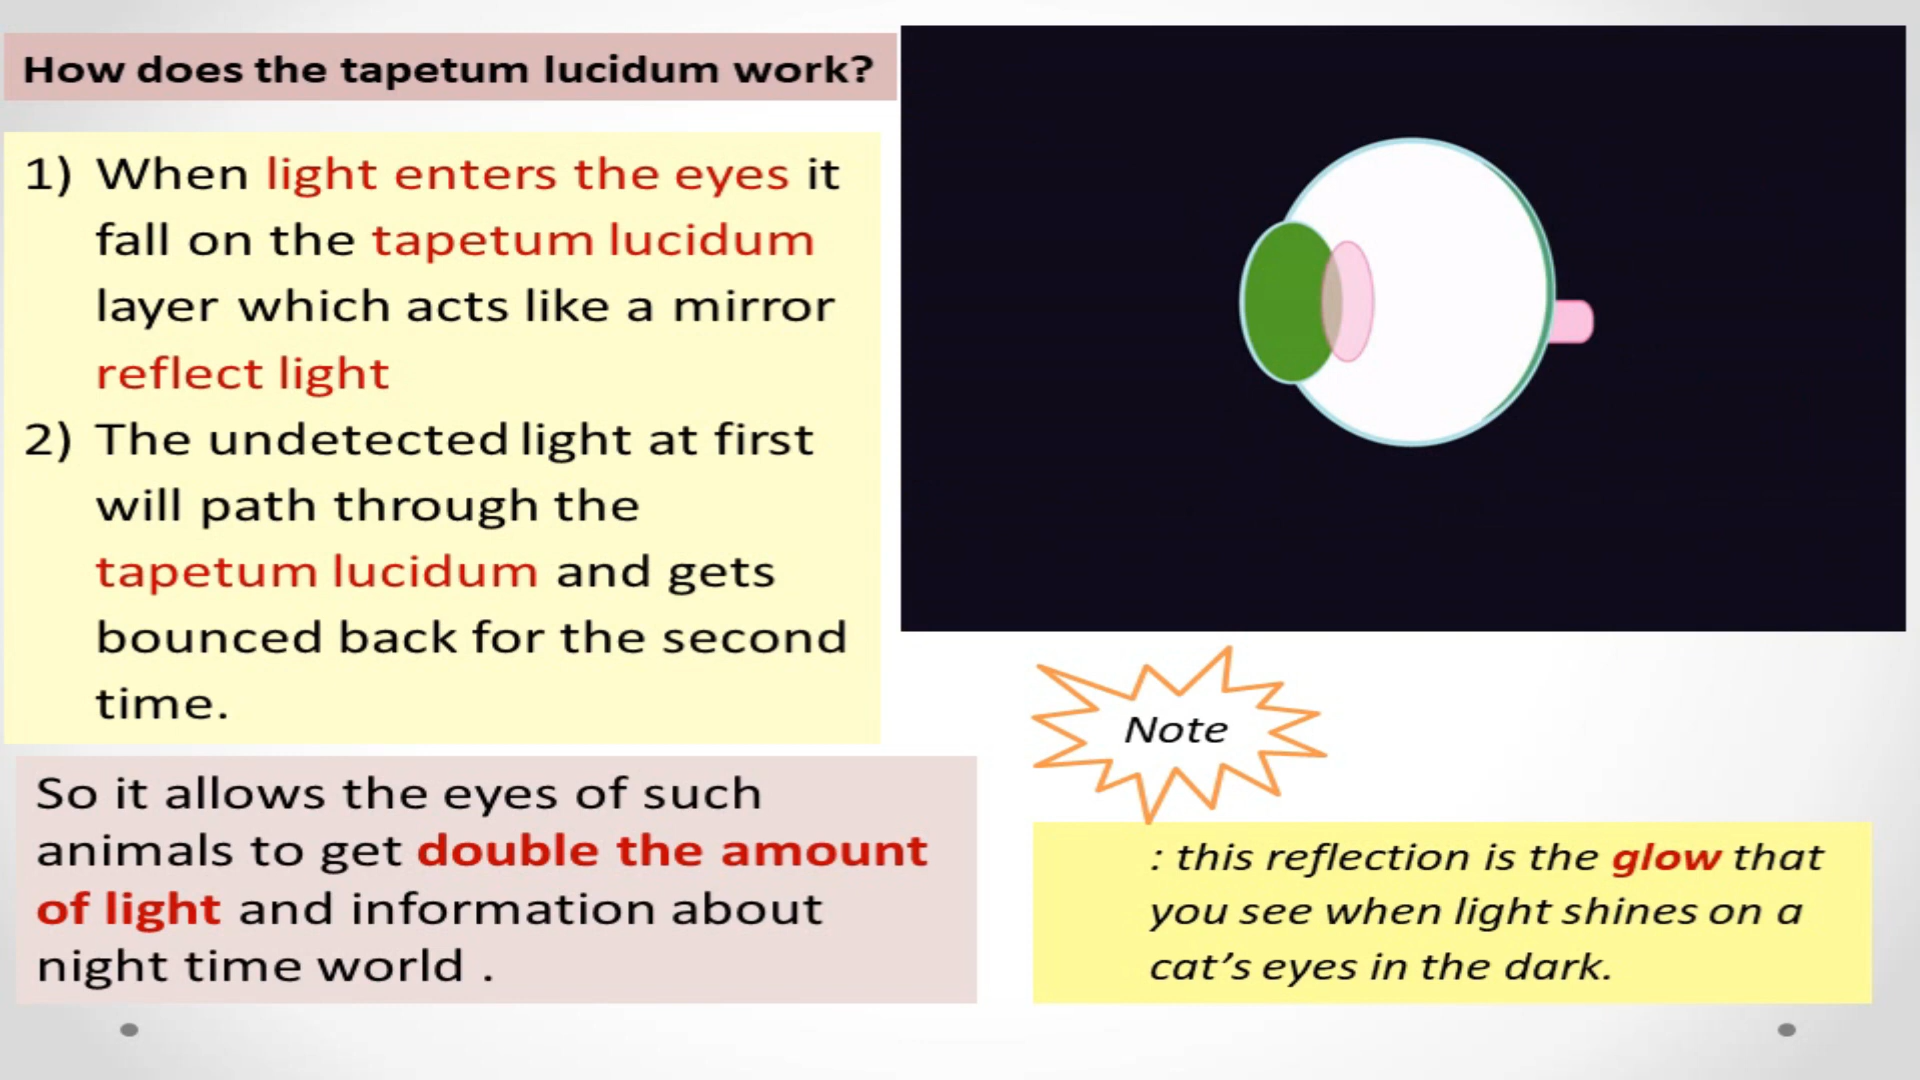 How does the tapetum lucidum work?
1) When light enters the eyes it
fall on the tapetum lucidum
layer which acts like a mirror
reflect light
2) The undetected light at first
will path through the
tapetum lucidum and gets
bounced back for the second
time.
So it allows the eyes of such
animals to get double the amount
of light and information about
night time world .
Note
: this reflection is the glow that
you see when light shines on a
cat’s eyes in the dark.